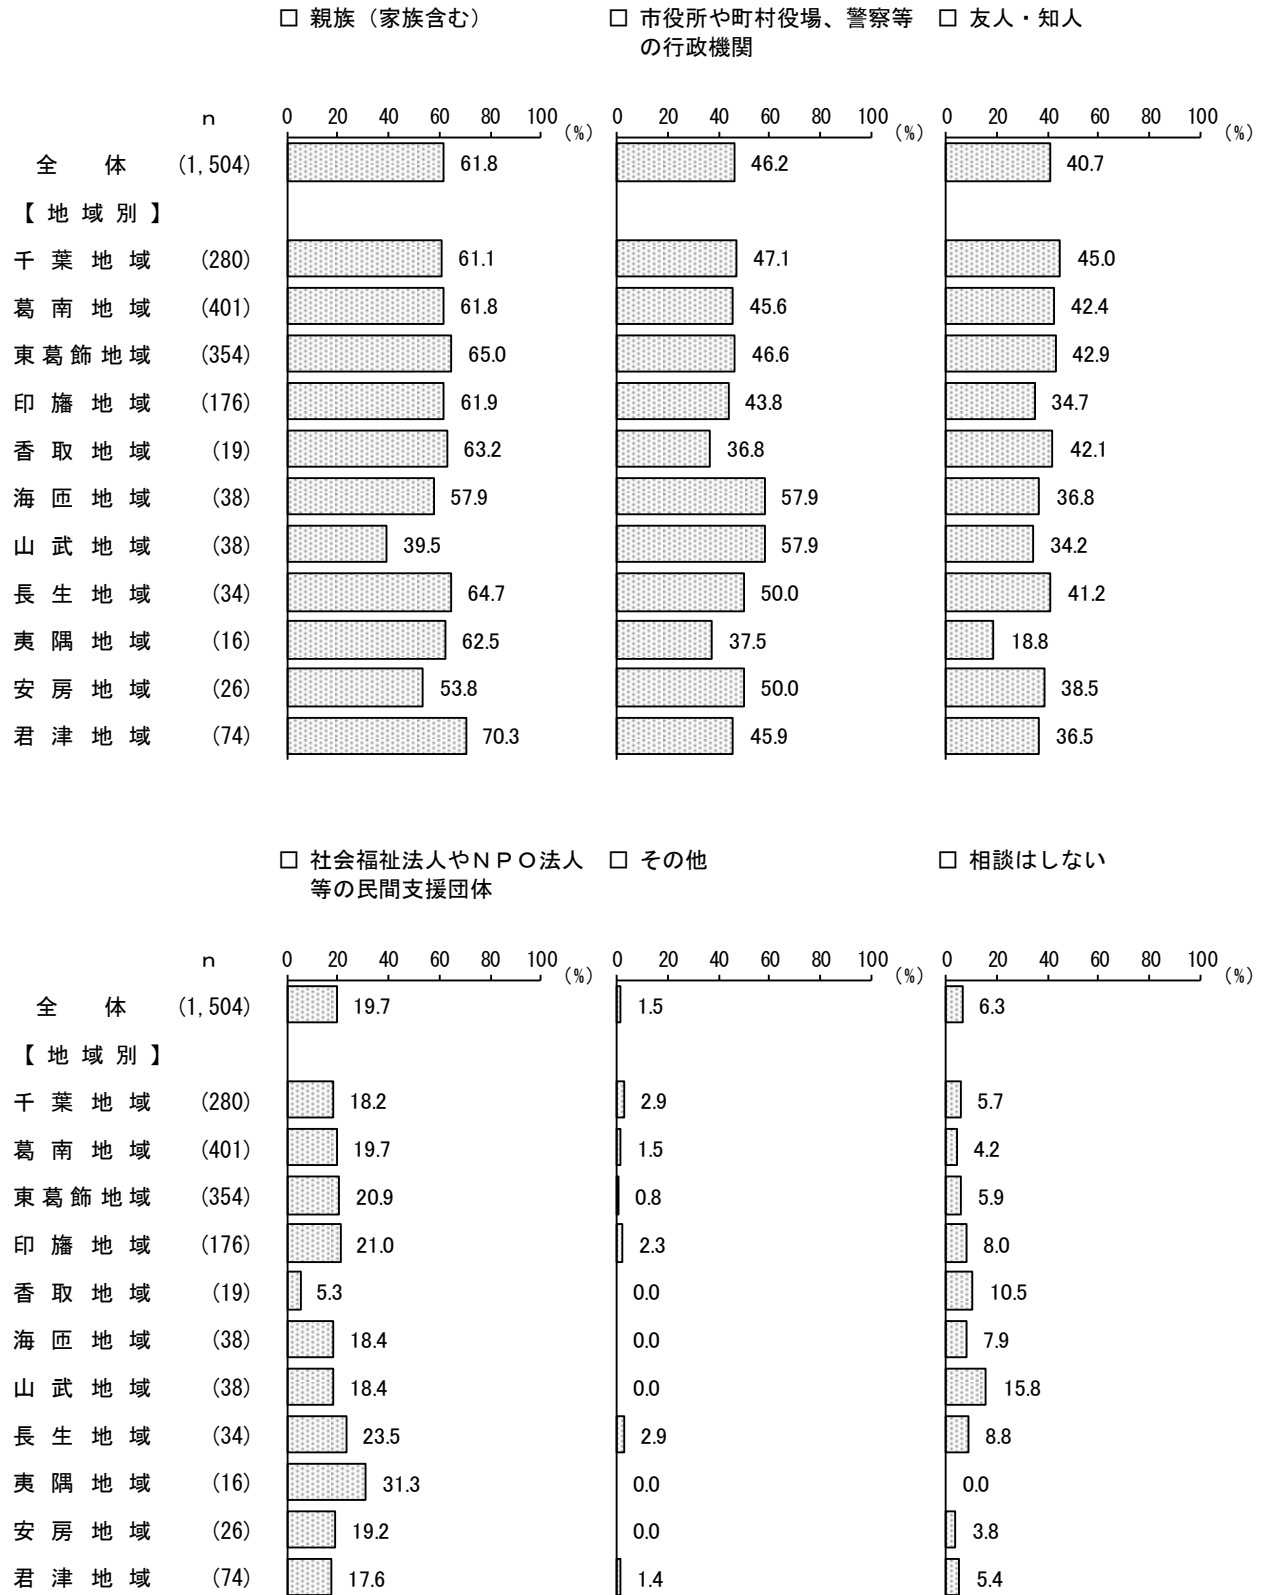 □ 親族（家族含む） □ 市役所や町村役場、警察等 □ 友人・知人
の行政機関
n 0 20 40 60 80 100 (%) 0 20 40 60 80 100 (%) 0 20 40 60 80 100 (%)
全体 (1,504) 61.8 46.2 40.7
【地域別】
千葉地域 (280) 61.1 47.1 45.0
葛南地域 (401) 61.8 45.6 42.4
東葛飾地域 (354) 65.0 46.6 42.9
印旛地域 (176) 61.9 43.8 34.7
香取地域 (19) 63.2 36.8 42.1
海匝地域 (38) 57.9 57.9 36.8
山武地域 (38) 39.5 57.9 34.2
長生地域 (34) 64.7 50.0 41.2
夷隅地域 (16) 62.5 37.5 18.8
安房地域 (26) 53.8 50.0 38.5
君津地域 (74) 70.3 45.9 36.5
□ 社会福祉法人やＮＰＯ法人 □ その他 □ 相談はしない
等の民間支援団体
n 0 20 40 60 80 100 (%) 0 20 40 60 80 100 (%) 0 20 40 60 80 100 (%)
全体 (1,504) 19.7 1.5 6.3
【地域別】
千葉地域 (280) 18.2 2.9 5.7
葛南地域 (401) 19.7 1.5 4.2
東葛飾地域 (354) 20.9 0.8 5.9
印旛地域 (176) 21.0 2.3 8.0
香取地域 (19) 5.3 0.0 10.5
海匝地域 (38) 18.4 0.0 7.9
山武地域 (38) 18.4 0.0 15.8
長生地域 (34) 23.5 2.9 8.8
夷隅地域 (16) 31.3 0.0 0.0
安房地域 (26) 19.2 0.0 3.8
君津地域 (74) 17.6 1.4 5.4